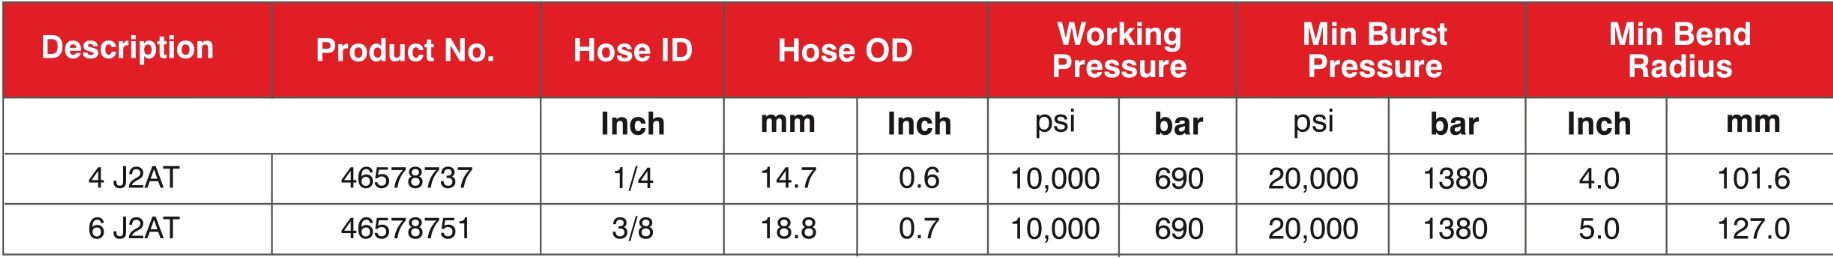 Description Product No. Hose ID Hose OD Working Pressure Min Burst Pressure Min Bend Radius
Inch mm Inch psi bar psi bar Inch mm
4 J2AT 46578737 1/4 14.7 0.6 10,000 690 20,000 1380 4.0 101.6
6 J2AT 46578751 3/8 18.8 0.7 10,000 690 20,000 1380 5.0 127.0